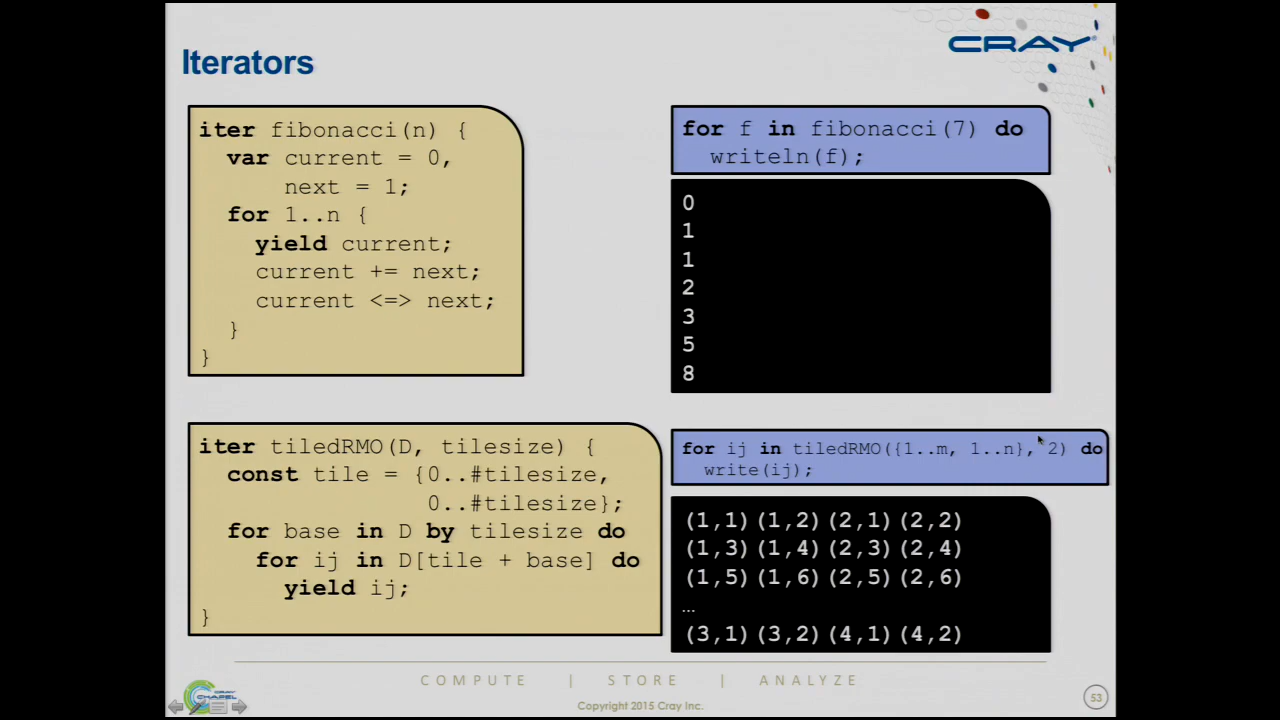 CRAY
Iterators
iter fibonacci(n) {
var current = 0,
next = 1;
for 1..n {
yield current;
current += next;
current <=> next;
}
}
for f in fibonacci(7) do
writeln(f);
0
1
1
2
3
5
8
iter tiledRMO(D, tilesize) {
const tile = {0..#tilesize,
0..#tilesize};
for base in D by tilesize do
for ij in D[tile + base] do
yield ij;
}
for ij in tiledRMO({1..m, 1..n}, 2) do
write(ij);
(1,1)(1,2)(2,1)(2,2)
(1,3)(1,4)(2,3)(2,4)
(1,5)(1,6)(2,5)(2,6)
…
(3,1)(3,2)(4,1)(4,2)
COMPUTE | STORE | ANALYZE
Copyright 2015 Cray Inc.
CRAY
CHAPEL
53